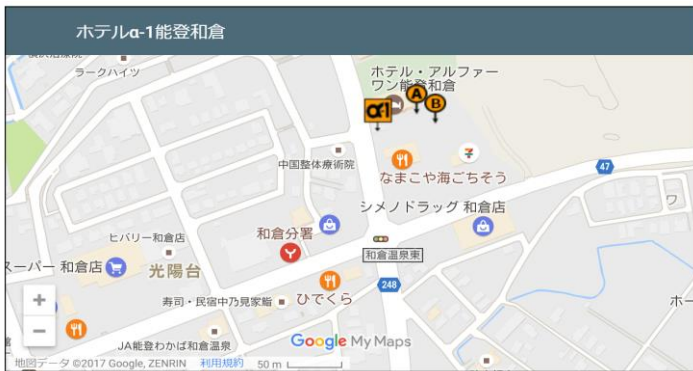 ホテルα-1能登和倉
ラークハイツ
ホテル・アルファー
ワン能登和倉
A
B
α-1
中国整体療術院
なまこや海ごちそう
47
シメノドラッグ 和倉店
ワ
ヒバリー和倉店
和倉分署
和倉温泉東
スーパー 和倉店
光陽台
248
寿司・民宿中乃見家鮨
ひでくら
ホー
+
−
JA能登わかば和倉温泉
Google My Maps
地図データ ©2017 Google, ZENRIN
利用規約
50 m